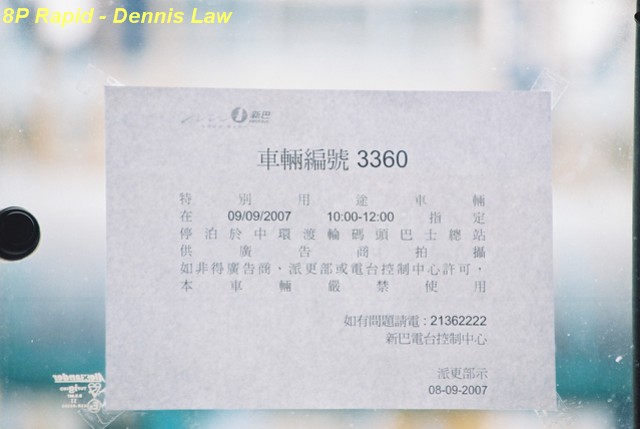 8P Rapid - Dennis Law
新巴
車輛編號 3360
特別用途車輛
在 09/09/2007 10:00-12:00 指定
停泊於中環渡輪碼頭巴士總站
供廣告商拍攝
如非得廣告商、派更部或電台控制中心許可，
本車輛嚴禁使用
如有問題請電 : 21362222
新巴電台控制中心
派更部示
08-09-2007